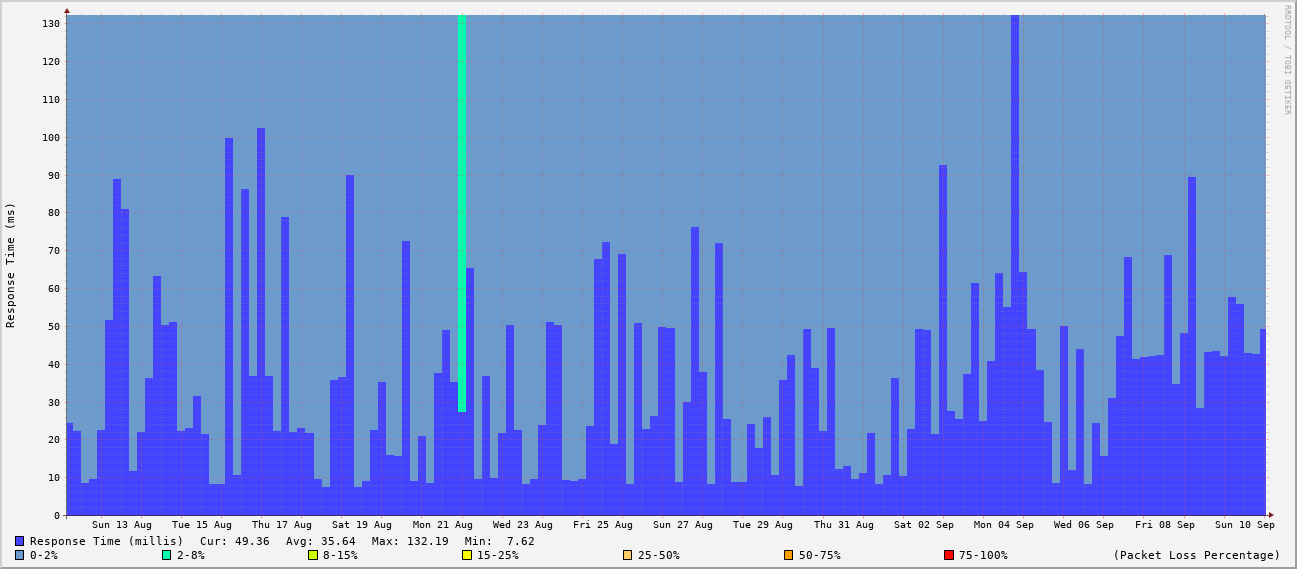 RRDTOOL / TOBI OETIKER
Response Time (ms)
130
120
110
100
90
80
70
60
50
40
30
20
10
0
Sun 13 Aug Tue 15 Aug Thu 17 Aug Sat 19 Aug Mon 21 Aug Wed 23 Aug Fri 25 Aug Sun 27 Aug Tue 29 Aug Thu 31 Aug Sat 02 Sep Mon 04 Sep Wed 06 Sep Fri 08 Sep Sun 10 Sep
Response Time (millis) Cur: 49.36 Avg: 35.64 Max: 132.19 Min: 7.62
0-2% 2-8% 8-15% 15-25% 25-50% 50-75% 75-100% (Packet Loss Percentage)